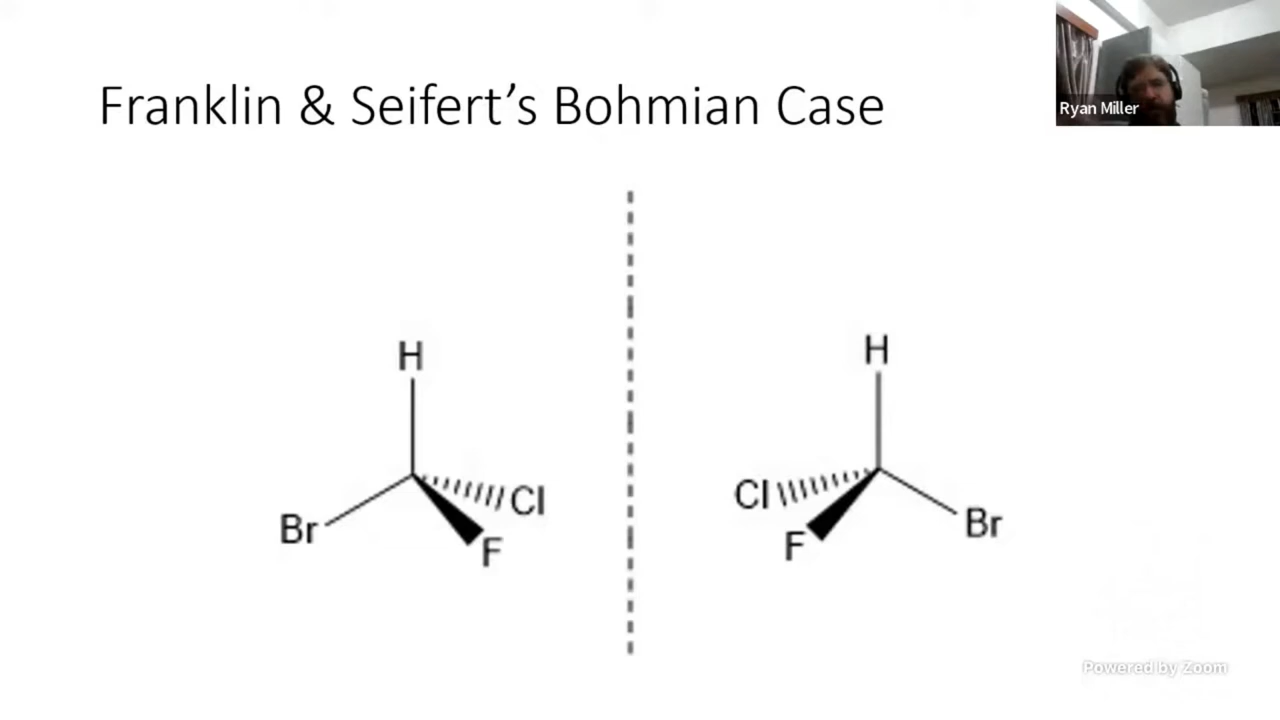 Franklin & Seifert's Bohmian Case
Ryan Miller
H
H
Br
Cl
F
Cl
F
Br
Powered by Zoom